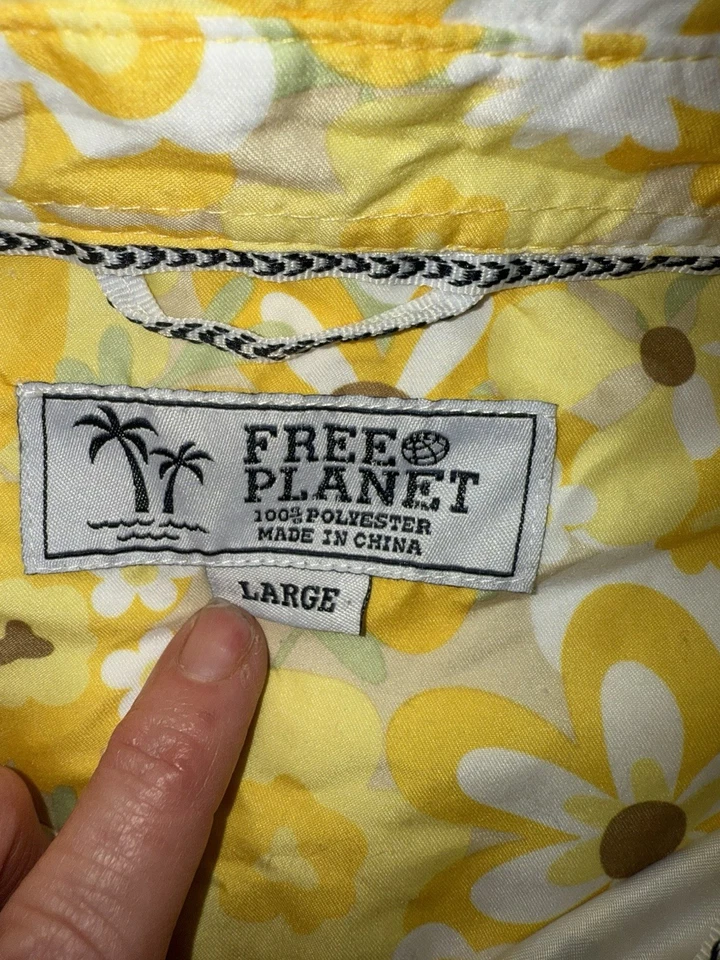 FREE
PLANET
100% POLYESTER
MADE IN CHINA
LARGE